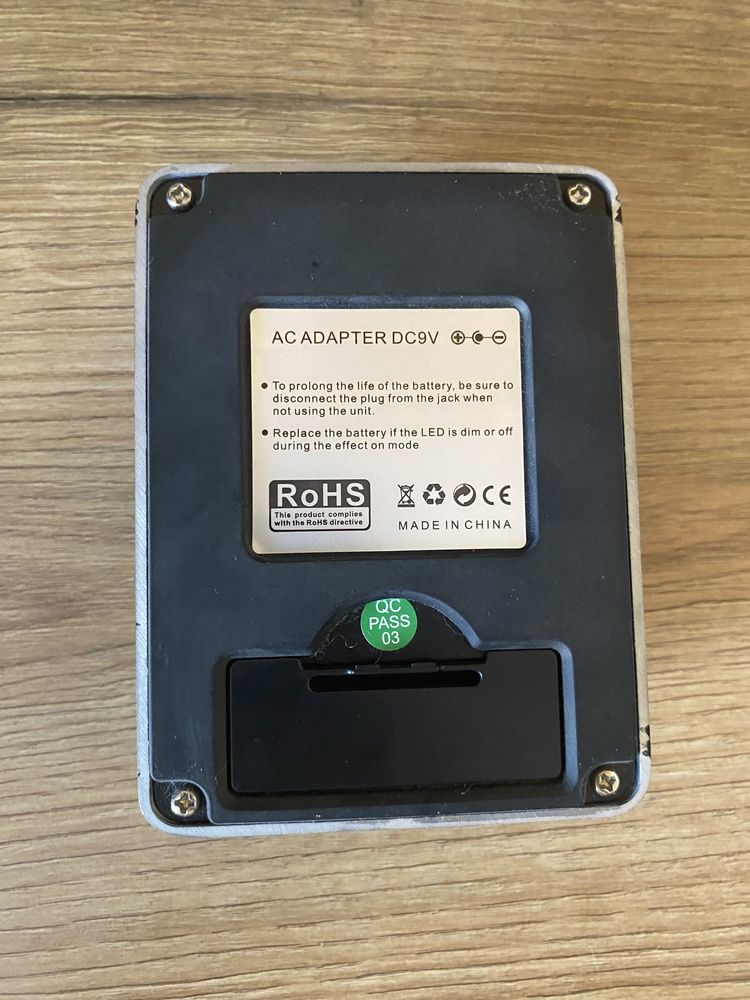 AC ADAPTER DC9V
● To prolong the life of the battery, be sure to
disconnect the plug from the jack when
not using the unit.
● Replace the battery if the LED is dim or off
during the effect on mode
RoHS
This product complies
with the RoHS directive
CE
MADE IN CHINA
QC
PASS
03